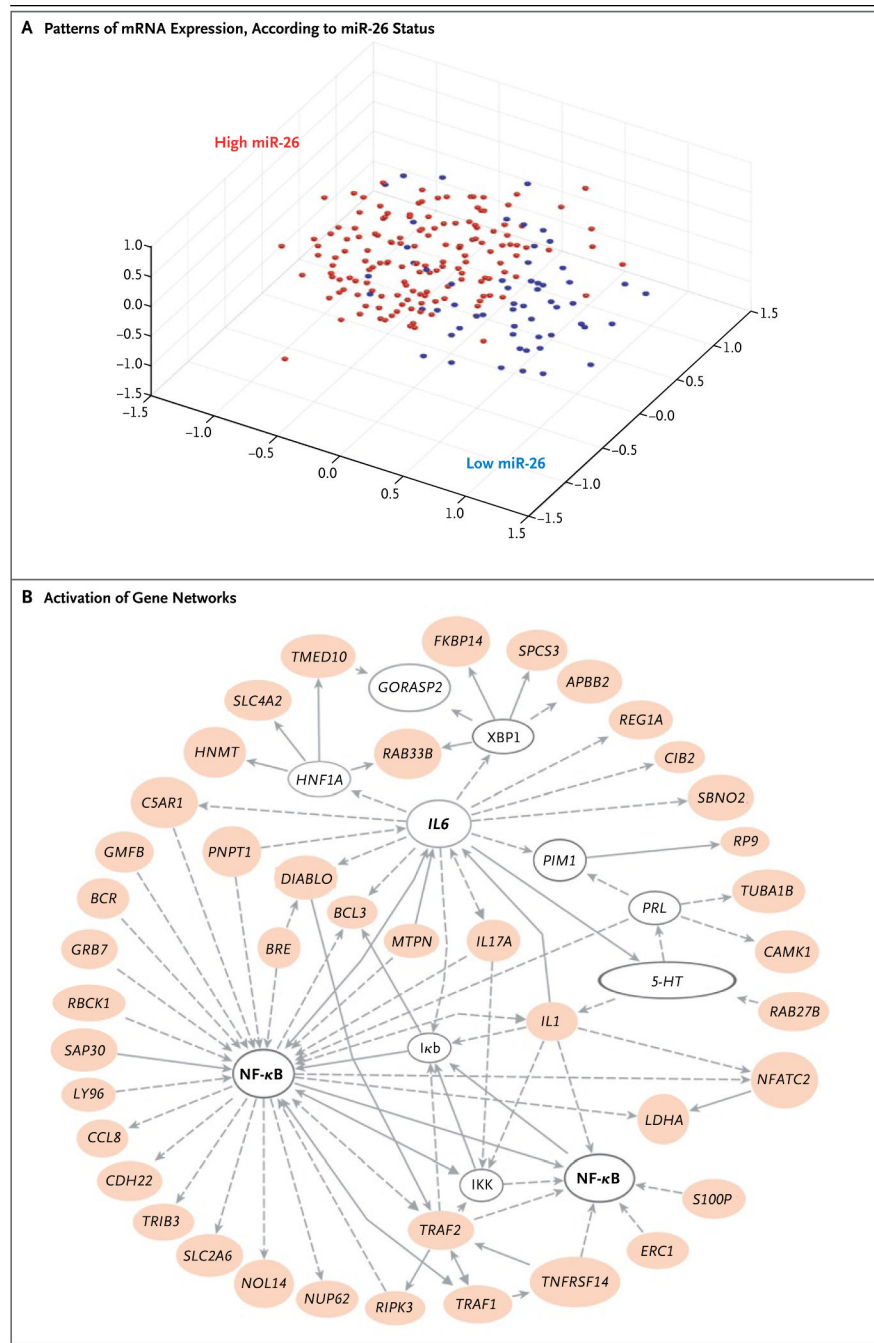 A Patterns of mRNA Expression, According to miR-26 Status
High miR-26
1.0
0.5
0.0
−0.5
−1.0
−1.5
−1.5
−1.0
−0.5
0.0
0.5
1.0
1.5
1.5
1.0
0.5
−0.0
−0.5
−1.0
−1.5
Low miR-26
B Activation of Gene Networks
FKBP14
SPCS3
TMED10
GORASP2
APBB2
SLC4A2
REG1A
XBP1
HNMT
RAB33B
CIB2
HNF1A
C5AR1
SBNO2
IL6
RP9
GMFB
PNPT1
PIM1
DIABLO
TUBA1B
BCR
BCL3
PRL
MTPN
IL17A
GRB7
BRE
CAMK1
5-HT
RBCK1
RAB27B
IL1
SAP30
Iκb
NF-κB
NFATC2
LY96
LDHA
CCL8
CDH22
IKK
NF-κB
S100P
TRIB3
TRAF2
SLC2A6
ERC1
NOL14
TNFRSF14
NUP62
RIPK3
TRAF1